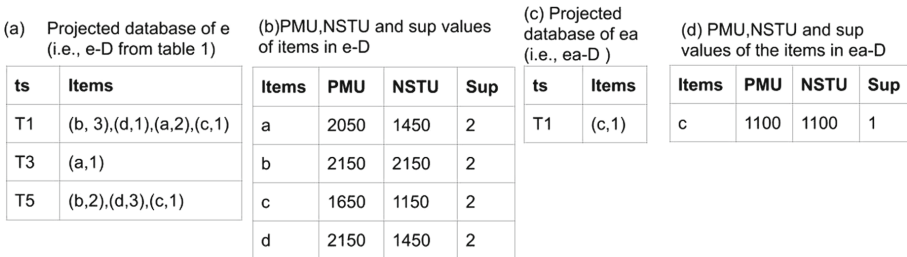 (a) Projected database of e
(i.e., e-D from table 1)
ts Items
T1 (b, 3),(d,1),(a,2),(c,1)
T3 (a,1)
T5 (b,2),(d,3),(c,1)
(b)PMU,NSTU and sup values
of items in e-D
Items PMU NSTU Sup
a 2050 1450 2
b 2150 2150 2
c 1650 1150 2
d 2150 1450 2
(c) Projected
database of ea
(i.e., ea-D )
ts Items
T1 (c,1)
(d) PMU, NSTU and sup
values of the items in ea-D
Items PMU NSTU Sup
c 1100 1100 1